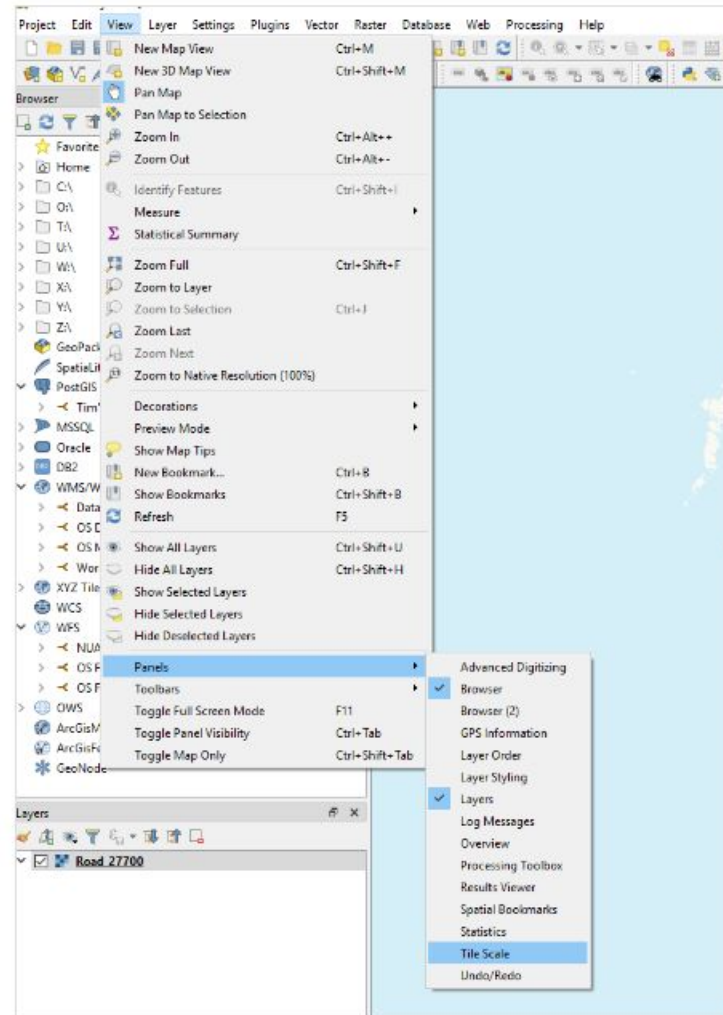 Project Edit View Layer Settings Plugins Vector Raster Database Web Processing Help
New Map View Ctrl+M
New 3D Map View Ctrl+Shift+M
Pan Map
Pan Map to Selection
Zoom In Ctrl+Alt++
Zoom Out Ctrl+Alt+-
Identify Features Ctrl+Shift+I
Measure
Statistical Summary
Zoom Full Ctrl+Shift+F
Zoom to Layer
Zoom to Selection Ctrl+J
Zoom Last
Zoom Next
Zoom to Native Resolution (100%)
Decorations
Preview Mode
Show Map Tips
New Bookmark... Ctrl+B
Show Bookmarks Ctrl+Shift+B
Refresh F5
Show All Layers Ctrl+Shift+U
Hide All Layers Ctrl+Shift+H
Show Selected Layers
Hide Selected Layers
Hide Deselected Layers
Panels
Toolbars
Toggle Full Screen Mode F11
Toggle Panel Visibility Ctrl+Tab
Toggle Map Only Ctrl+Shift+Tab
Advanced Digitizing
Browser
Browser (2)
GPS Information
Layer Order
Layer Styling
Layers
Log Messages
Overview
Processing Toolbox
Results Viewer
Spatial Bookmarks
Statistics
Tile Scale
Undo/Redo
Browser
Favorite
Home
C:\
O:\
T:\
U:\
W:\
X:\
Y:\
Z:\
GeoPack
SpatiaLit
PostGIS
Tim'
MSSQL
Oracle
DB2
WMS/W
Data
OS D
OS M
Wor
XYZ Tile
WCS
WFS
NUA
OS F
OS F
OWS
ArcGisM
ArcGisFe
GeoNode
Layers
Road_27700